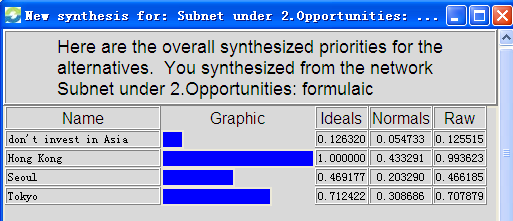 New synthesis for: Subnet under 2.Opportunities: ...
Here are the overall synthesized priorities for the
alternatives. You synthesized from the network
Subnet under 2.Opportunities: formulaic
Name Graphic Ideals Normals Raw
don't invest in Asia 0.126320 0.054733 0.125515
Hong Kong 1.000000 0.433291 0.993623
Seoul 0.469177 0.203290 0.466185
Tokyo 0.712422 0.308686 0.707879